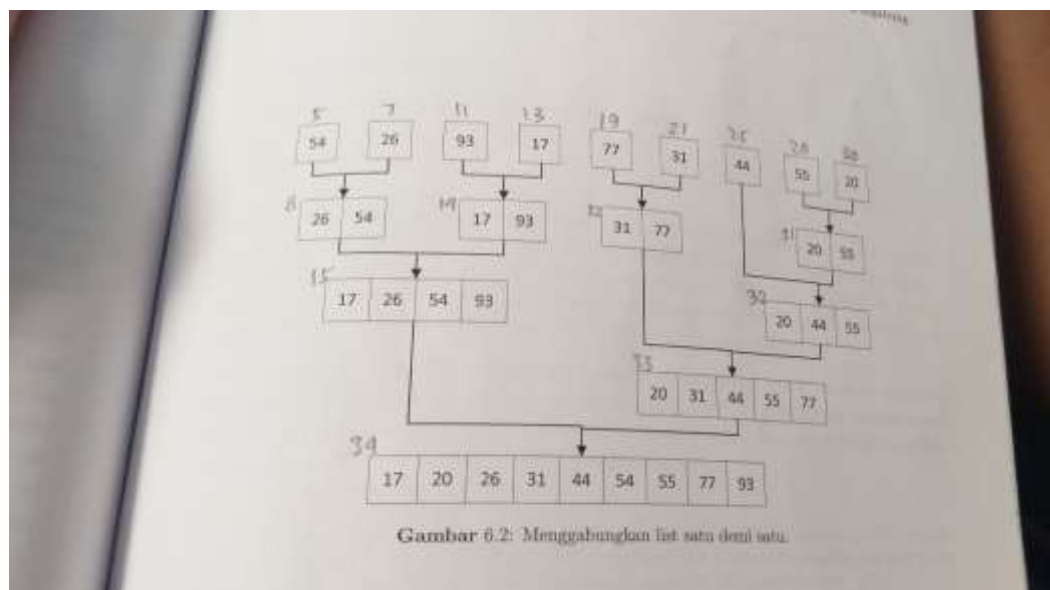 5 7 11 13 19 21 25 28 30
54 26 93 17 77 31 44 55 20
8 14 22 31
26 54 17 93 31 77 20 55
15 32
17 26 54 93 20 44 55
33
20 31 44 55 77
34
17 20 26 31 44 54 55 77 93
Gambar 6.2: Menggabungkan list satu demi satu.